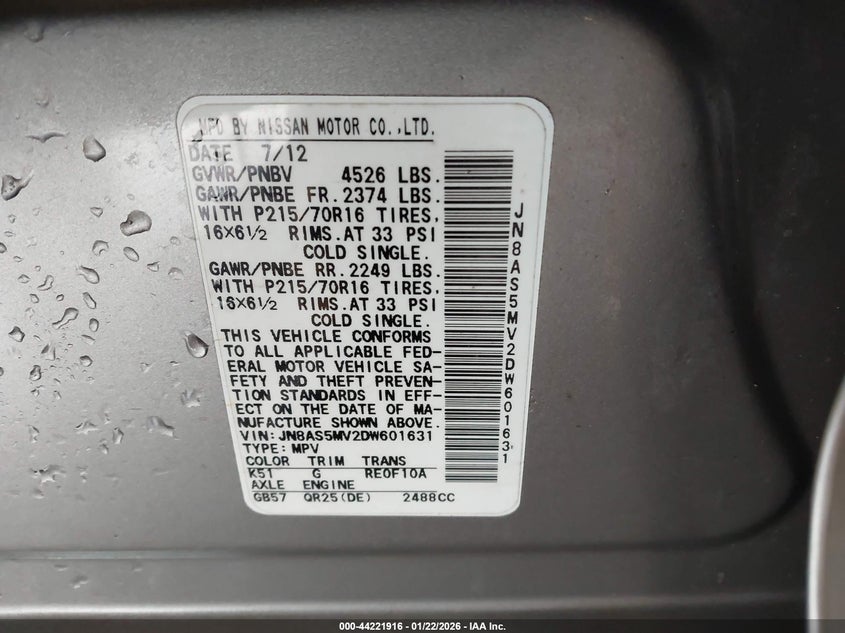 MFD BY NISSAN MOTOR CO.,LTD.
DATE 7/12
GVWR/PNBV 4526 LBS.
GAWR/PNBE FR.2374 LBS.
WITH P215/70R16 TIRES,
16×6½ RIMS.AT 33 PSI
COLD SINGLE.
GAWR/PNBE RR.2249 LBS.
WITH P215/70R16 TIRES,
16×6½ RIMS.AT 33 PSI
COLD SINGLE.
THIS VEHICLE CONFORMS
TO ALL APPLICABLE FED-
ERAL MOTOR VEHICLE SA-
FETY AND THEFT PREVEN-
TION STANDARDS IN EFF-
ECT ON THE DATE OF MA-
NUFACTURE SHOWN ABOVE.
VIN: JN8AS5MV2DW601631
TYPE: MPV
COLOR TRIM TRANS
K51 G RE0F10A
AXLE ENGINE
GB57 QR25(DE) 2488CC
JN8AS5MV2DW601631
000-44221916 - 01/22/2026 - IAA Inc.